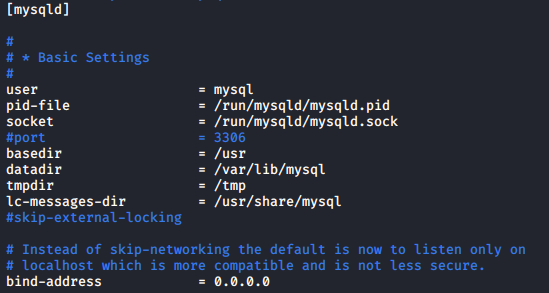 [mysqld]
#
# * Basic Settings
#
user = mysql
pid-file = /run/mysqld/mysqld.pid
socket = /run/mysqld/mysqld.sock
#port = 3306
basedir = /usr
datadir = /var/lib/mysql
tmpdir = /tmp
lc-messages-dir = /usr/share/mysql
#skip-external-locking
# Instead of skip-networking the default is now to listen only on
# localhost which is more compatible and is not less secure.
bind-address = 0.0.0.0